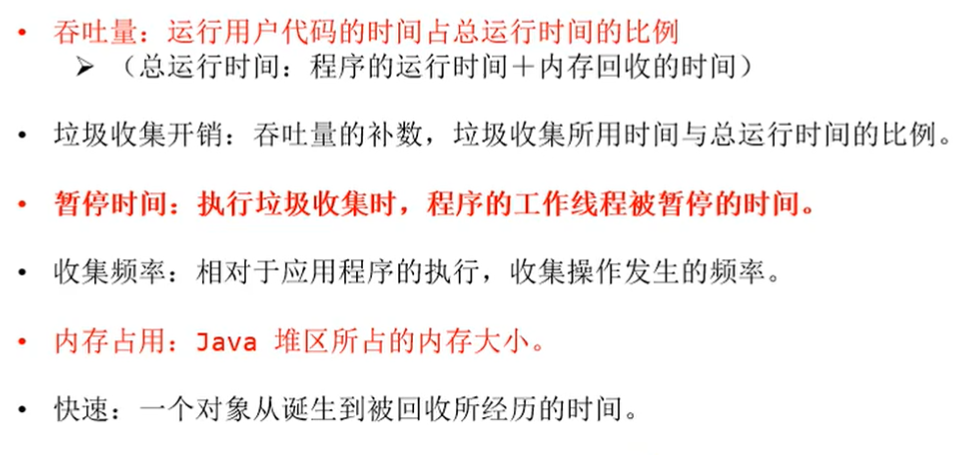 • 吞吐量：运行用户代码的时间占总运行时间的比例
➢ （总运行时间：程序的运行时间＋内存回收的时间）
• 垃圾收集开销：吞吐量的补数，垃圾收集所用时间与总运行时间的比例。
• 暂停时间：执行垃圾收集时，程序的工作线程被暂停的时间。
• 收集频率：相对于应用程序的执行，收集操作发生的频率。
• 内存占用：Java 堆区所占的内存大小。
• 快速：一个对象从诞生到被回收所经历的时间。